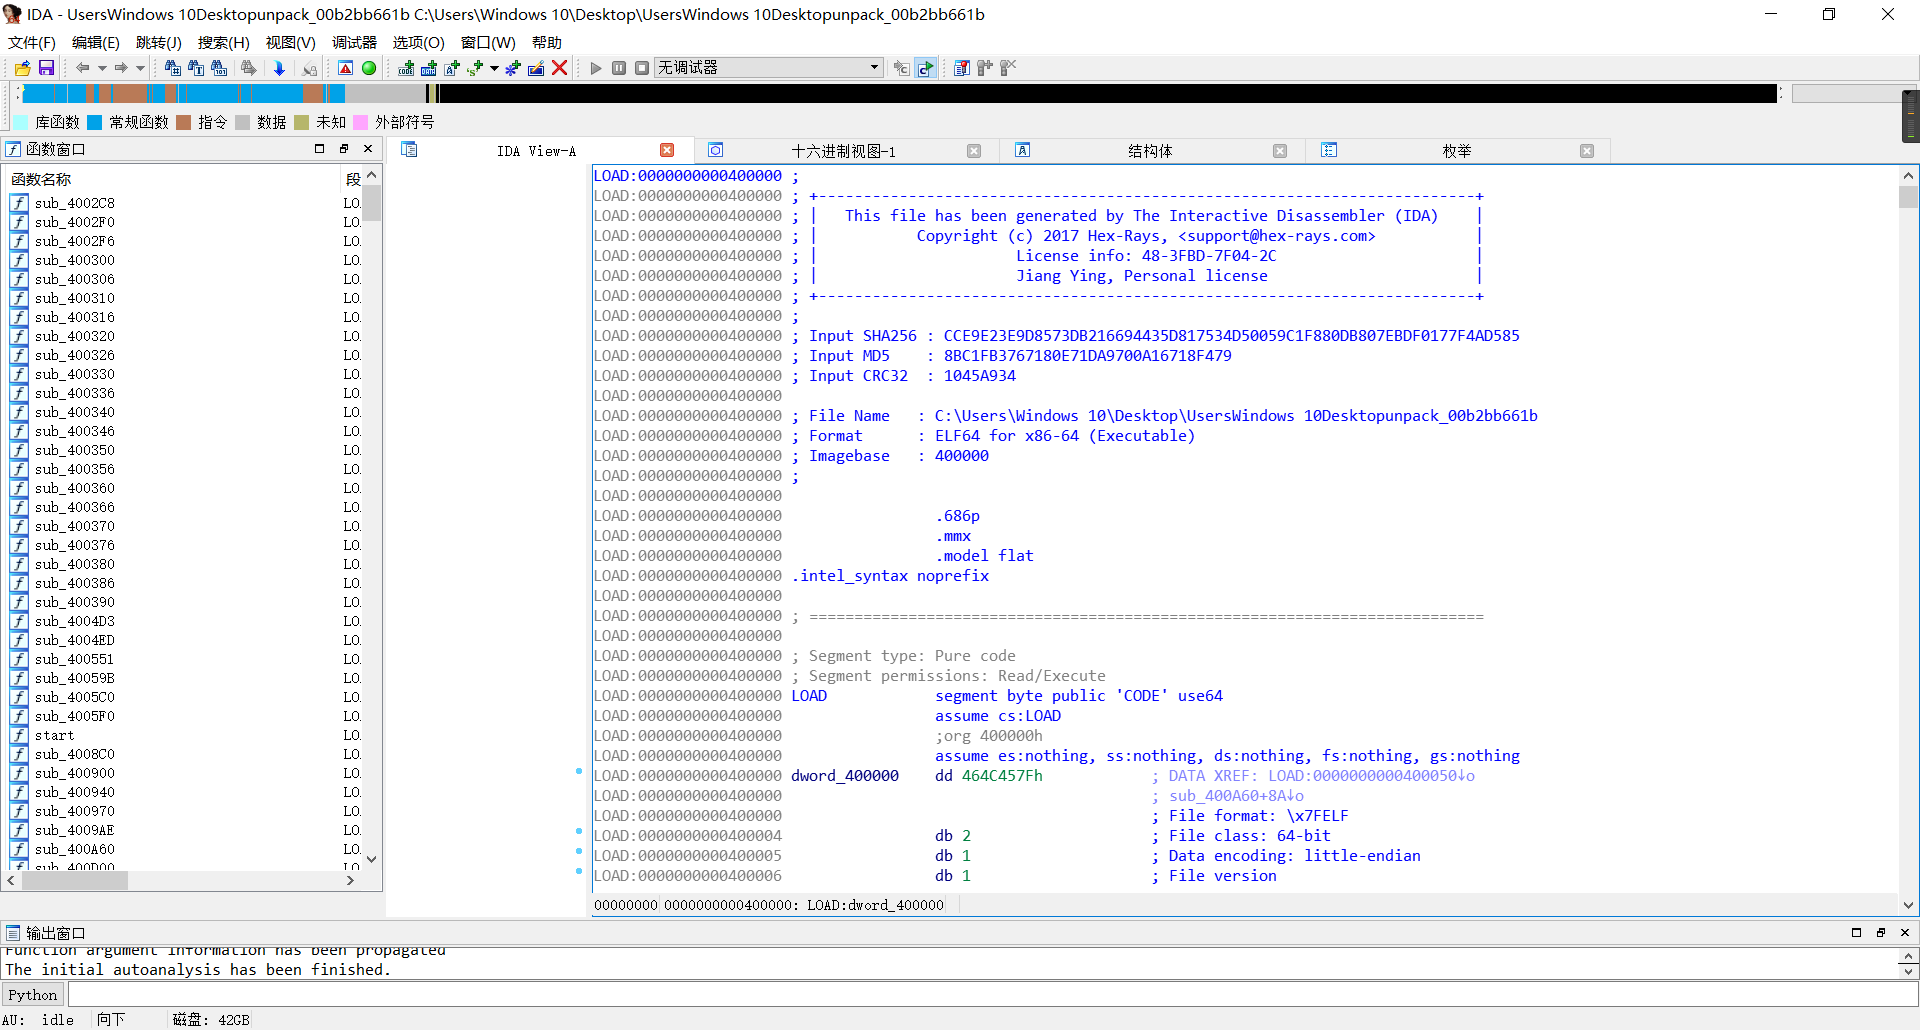 IDA - UsersWindows 10Desktopunpack_00b2bb661b C:\Users\Windows 10\Desktop\UsersWindows 10Desktopunpack_00b2bb661b
文件(F) 编辑(E) 跳转(J) 搜索(H) 视图(V) 调试器 选项(O) 窗口(W) 帮助
无调试器
库函数 常规函数 指令 数据 未知 外部符号
函数窗口
函数名称 段
sub_4002C8 LO.
sub_4002F0 LO.
sub_4002F6 LO.
sub_400300 LO.
sub_400306 LO.
sub_400310 LO.
sub_400316 LO.
sub_400320 LO.
sub_400326 LO.
sub_400330 LO.
sub_400336 LO.
sub_400340 LO.
sub_400346 LO.
sub_400350 LO.
sub_400356 LO.
sub_400360 LO.
sub_400366 LO.
sub_400370 LO.
sub_400376 LO.
sub_400380 LO.
sub_400386 LO.
sub_400390 LO.
sub_4004D3 LO.
sub_4004ED LO.
sub_400551 LO.
sub_40059B LO.
sub_4005C0 LO.
sub_4005F0 LO.
start LO.
sub_4008C0 LO.
sub_400900 LO.
sub_400940 LO.
sub_400970 LO.
sub_4009AE LO.
sub_400A60 LO.
sub_400D00 LO.
IDA View-A 十六进制视图-1 结构体 枚举
LOAD:0000000000400000 ;
LOAD:0000000000400000 ; +-------------------------------------------------------------------------+
LOAD:0000000000400000 ; |   This file has been generated by The Interactive Disassembler (IDA)    |
LOAD:0000000000400000 ; |           Copyright (c) 2017 Hex-Rays, <support@hex-rays.com>           |
LOAD:0000000000400000 ; |                      License info: 48-3FBD-7F04-2C                      |
LOAD:0000000000400000 ; |                      Jiang Ying, Personal license                       |
LOAD:0000000000400000 ; +-------------------------------------------------------------------------+
LOAD:0000000000400000 ;
LOAD:0000000000400000 ; Input SHA256 : CCE9E23E9D8573DB216694435D817534D50059C1F880DB807EBDF0177F4AD585
LOAD:0000000000400000 ; Input MD5    : 8BC1FB3767180E71DA9700A16718F479
LOAD:0000000000400000 ; Input CRC32  : 1045A934
LOAD:0000000000400000
LOAD:0000000000400000 ; File Name   : C:\Users\Windows 10\Desktop\UsersWindows 10Desktopunpack_00b2bb661b
LOAD:0000000000400000 ; Format      : ELF64 for x86-64 (Executable)
LOAD:0000000000400000 ; Imagebase   : 400000
LOAD:0000000000400000 ;
LOAD:0000000000400000
LOAD:0000000000400000                 .686p
LOAD:0000000000400000                 .mmx
LOAD:0000000000400000                 .model flat
LOAD:0000000000400000 .intel_syntax noprefix
LOAD:0000000000400000
LOAD:0000000000400000 ; ===========================================================================
LOAD:0000000000400000
LOAD:0000000000400000 ; Segment type: Pure code
LOAD:0000000000400000 ; Segment permissions: Read/Execute
LOAD:0000000000400000 LOAD            segment byte public 'CODE' use64
LOAD:0000000000400000                 assume cs:LOAD
LOAD:0000000000400000                 ;org 400000h
LOAD:0000000000400000                 assume es:nothing, ss:nothing, ds:nothing, fs:nothing, gs:nothing
LOAD:0000000000400000 dword_400000    dd 464C457Fh            ; DATA XREF: LOAD:0000000000400050↓o
LOAD:0000000000400000                                         ; sub_400A60+8A↓o
LOAD:0000000000400000                                         ; File format: \x7FELF
LOAD:0000000000400004                 db 2                    ; File class: 64-bit
LOAD:0000000000400005                 db 1                    ; Data encoding: little-endian
LOAD:0000000000400006                 db 1                    ; File version
00000000 0000000000400000: LOAD:dword_400000
输出窗口
Function argument information has been propagated
The initial autoanalysis has been finished.
Python
AU: idle 向下 磁盘: 42GB